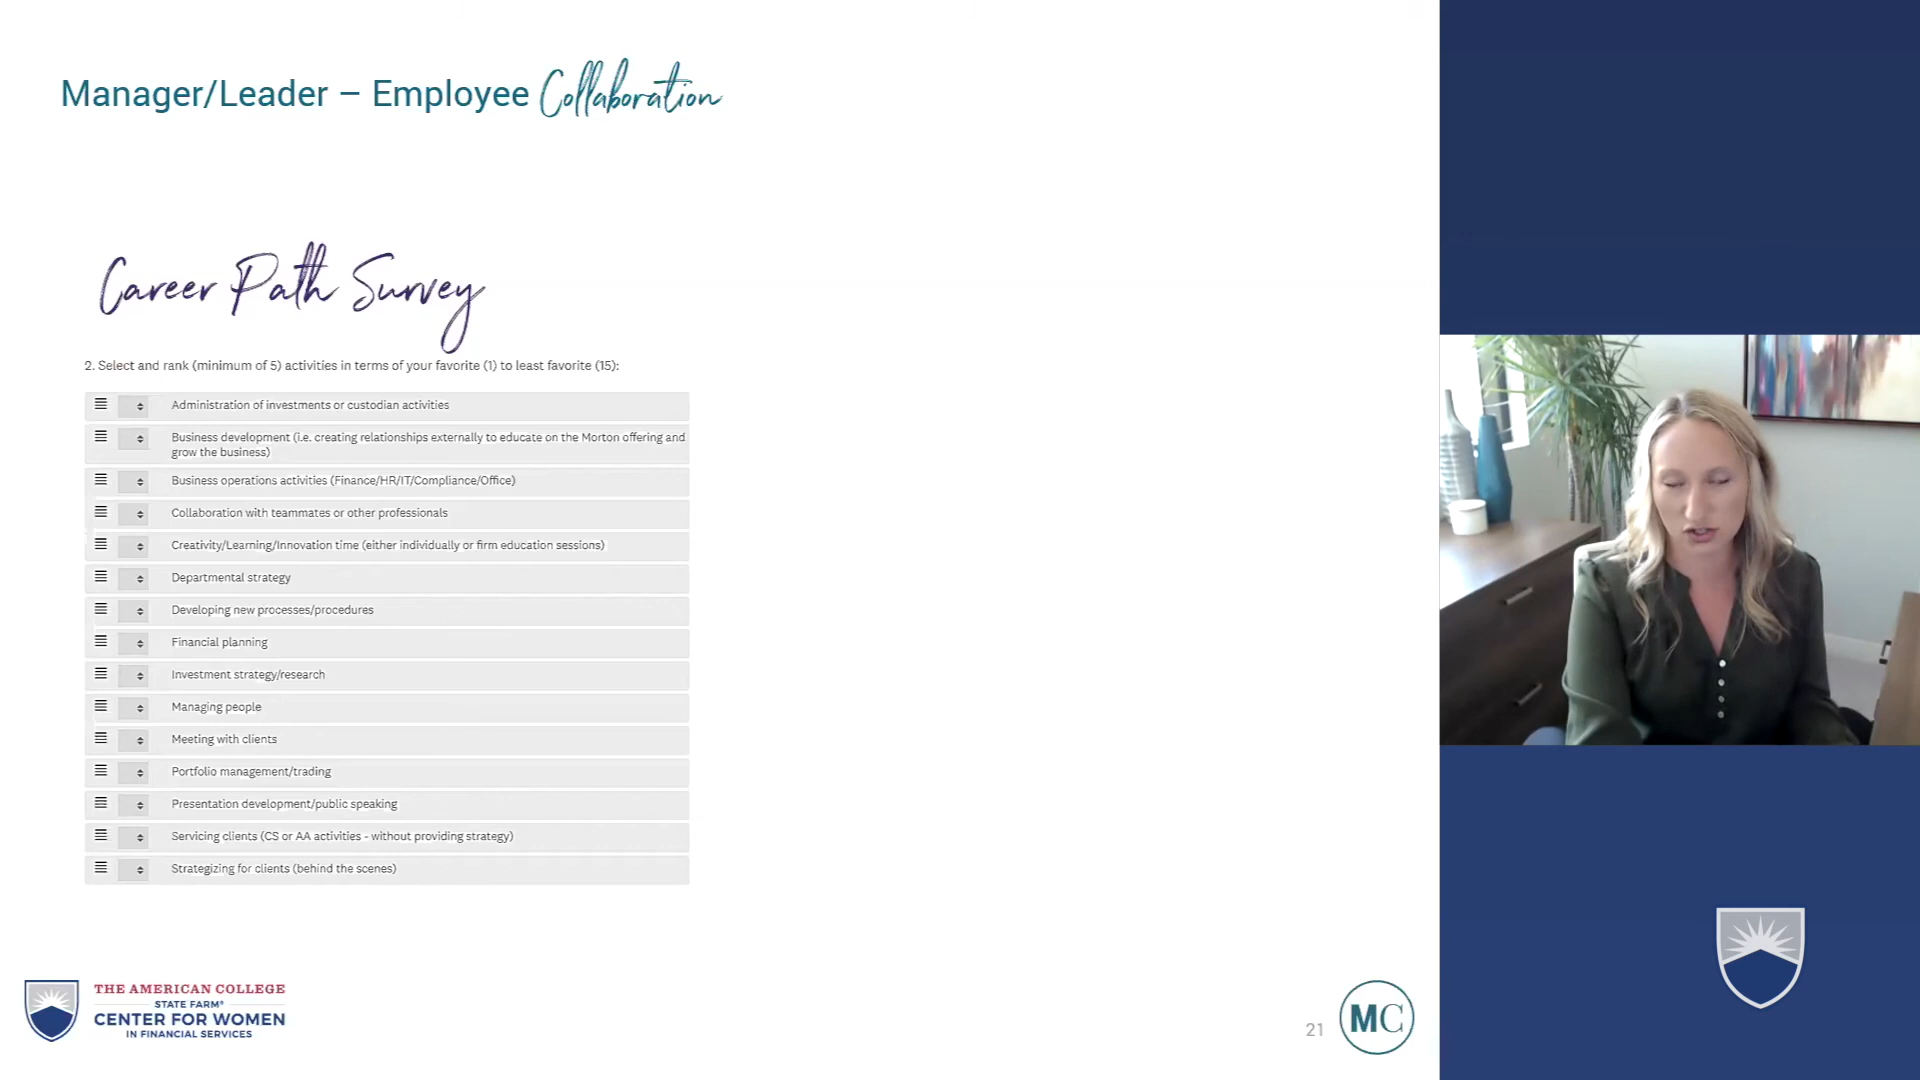 Manager/Leader – Employee Collaboration
Career Path Survey
2. Select and rank (minimum of 5) activities in terms of your favorite (1) to least favorite (15):
Administration of investments or custodian activities
Business development (i.e. creating relationships externally to educate on the Morton offering and
grow the business)
Business operations activities (Finance/HR/IT/Compliance/Office)
Collaboration with teammates or other professionals
Creativity/Learning/Innovation time (either individually or firm education sessions)
Departmental strategy
Developing new processes/procedures
Financial planning
Investment strategy/research
Managing people
Meeting with clients
Portfolio management/trading
Presentation development/public speaking
Servicing clients (CS or AA activities - without providing strategy)
Strategizing for clients (behind the scenes)
THE AMERICAN COLLEGE
STATE FARM®
CENTER FOR WOMEN
IN FINANCIAL SERVICES
21
MC